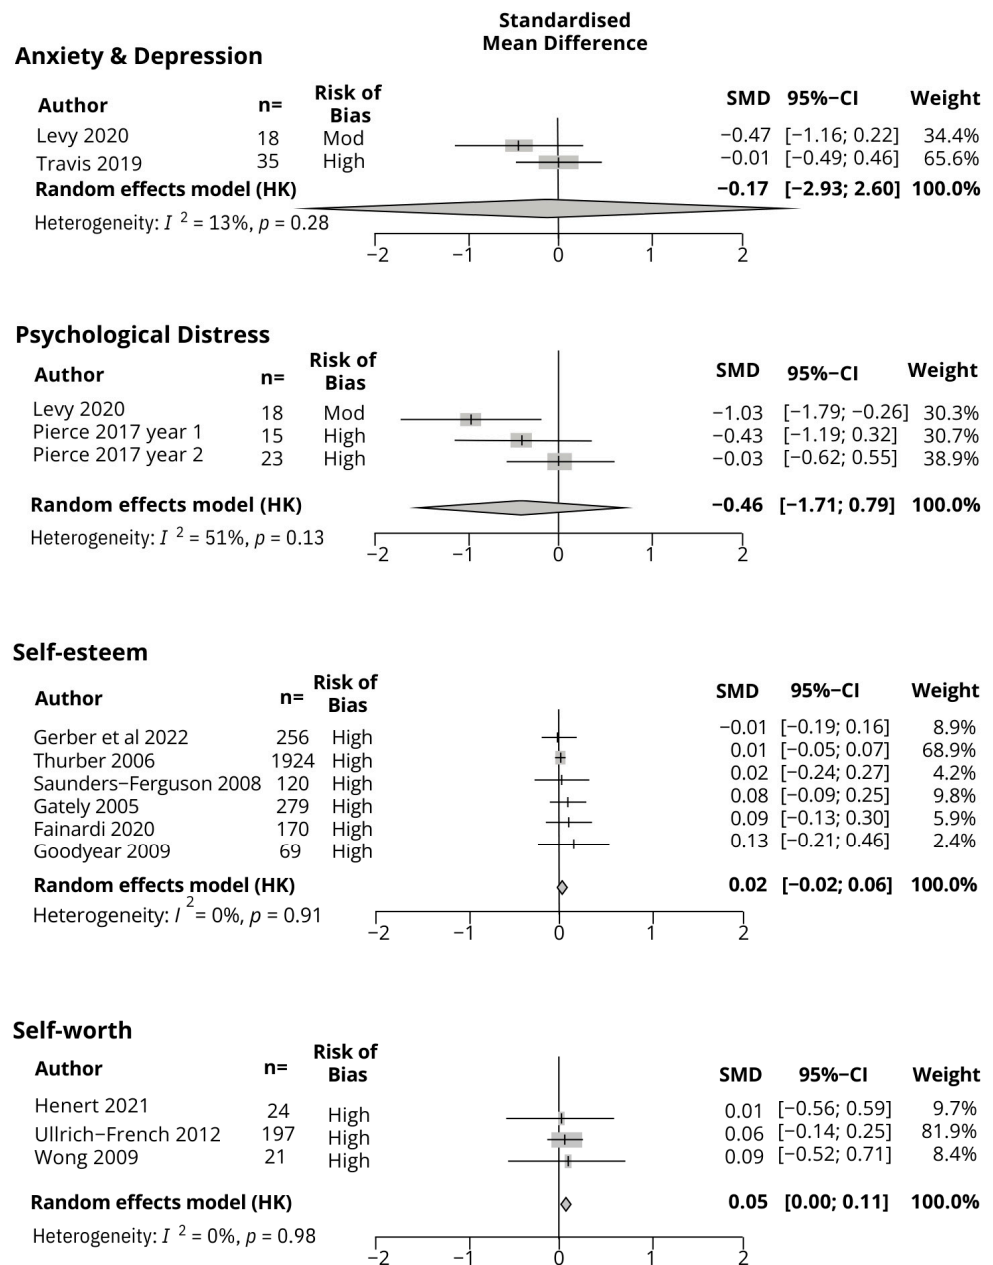 Standardised
Mean Difference
Anxiety & Depression
Author n= Risk of Bias SMD 95%−CI Weight
Levy 2020 18 Mod −0.47 [−1.16; 0.22] 34.4%
Travis 2019 35 High −0.01 [−0.49; 0.46] 65.6%
Random effects model (HK) −0.17 [−2.93; 2.60] 100.0%
Heterogeneity: I 2 = 13%, p = 0.28
−2 −1 0 1 2
Psychological Distress
Author n= Risk of Bias SMD 95%−CI Weight
Levy 2020 18 Mod −1.03 [−1.79; −0.26] 30.3%
Pierce 2017 year 1 15 High −0.43 [−1.19; 0.32] 30.7%
Pierce 2017 year 2 23 High −0.03 [−0.62; 0.55] 38.9%
Random effects model (HK) −0.46 [−1.71; 0.79] 100.0%
Heterogeneity: I 2 = 51%, p = 0.13
−2 −1 0 1 2
Self-esteem
Author n= Risk of Bias SMD 95%−CI Weight
Gerber et al 2022 256 High −0.01 [−0.19; 0.16] 8.9%
Thurber 2006 1924 High 0.01 [−0.05; 0.07] 68.9%
Saunders−Ferguson 2008 120 High 0.02 [−0.24; 0.27] 4.2%
Gately 2005 279 High 0.08 [−0.09; 0.25] 9.8%
Fainardi 2020 170 High 0.09 [−0.13; 0.30] 5.9%
Goodyear 2009 69 High 0.13 [−0.21; 0.46] 2.4%
Random effects model (HK) 0.02 [−0.02; 0.06] 100.0%
Heterogeneity: I 2 = 0%, p = 0.91
−2 −1 0 1 2
Self-worth
Author n= Risk of Bias SMD 95%−CI Weight
Henert 2021 24 High 0.01 [−0.56; 0.59] 9.7%
Ullrich−French 2012 197 High 0.06 [−0.14; 0.25] 81.9%
Wong 2009 21 High 0.09 [−0.52; 0.71] 8.4%
Random effects model (HK) 0.05 [0.00; 0.11] 100.0%
Heterogeneity: I 2 = 0%, p = 0.98
−2 −1 0 1 2